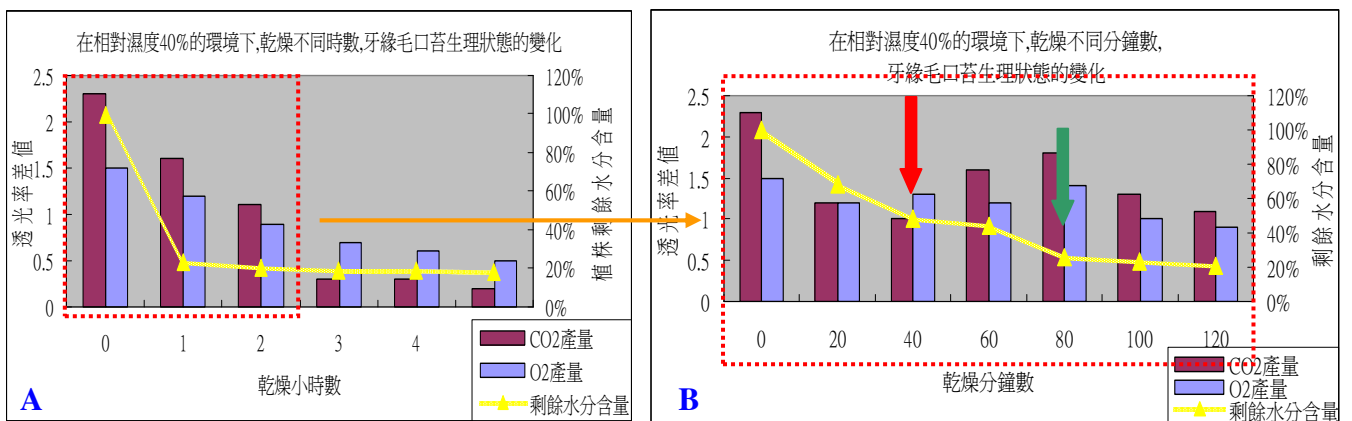 在相對濕度40%的環境下,乾燥不同時數,牙緣毛口苔生理狀態的變化
透光率差值
2.5
2
1.5
1
0.5
0
120%
100%
80%
60%
40%
20%
0%
植株剩餘水分含量
0 1 2 3 4
乾燥小時數
CO2產量
O2產量
剩餘水分含量
A
在相對濕度40%的環境下,乾燥不同分鐘數,
牙緣毛口苔生理狀態的變化
透光率差值
2.5
2
1.5
1
0.5
0
120%
100%
80%
60%
40%
20%
0%
剩餘水分含量
0 20 40 60 80 100 120
乾燥分鐘數
CO2產量
O2產量
剩餘水分含量
B